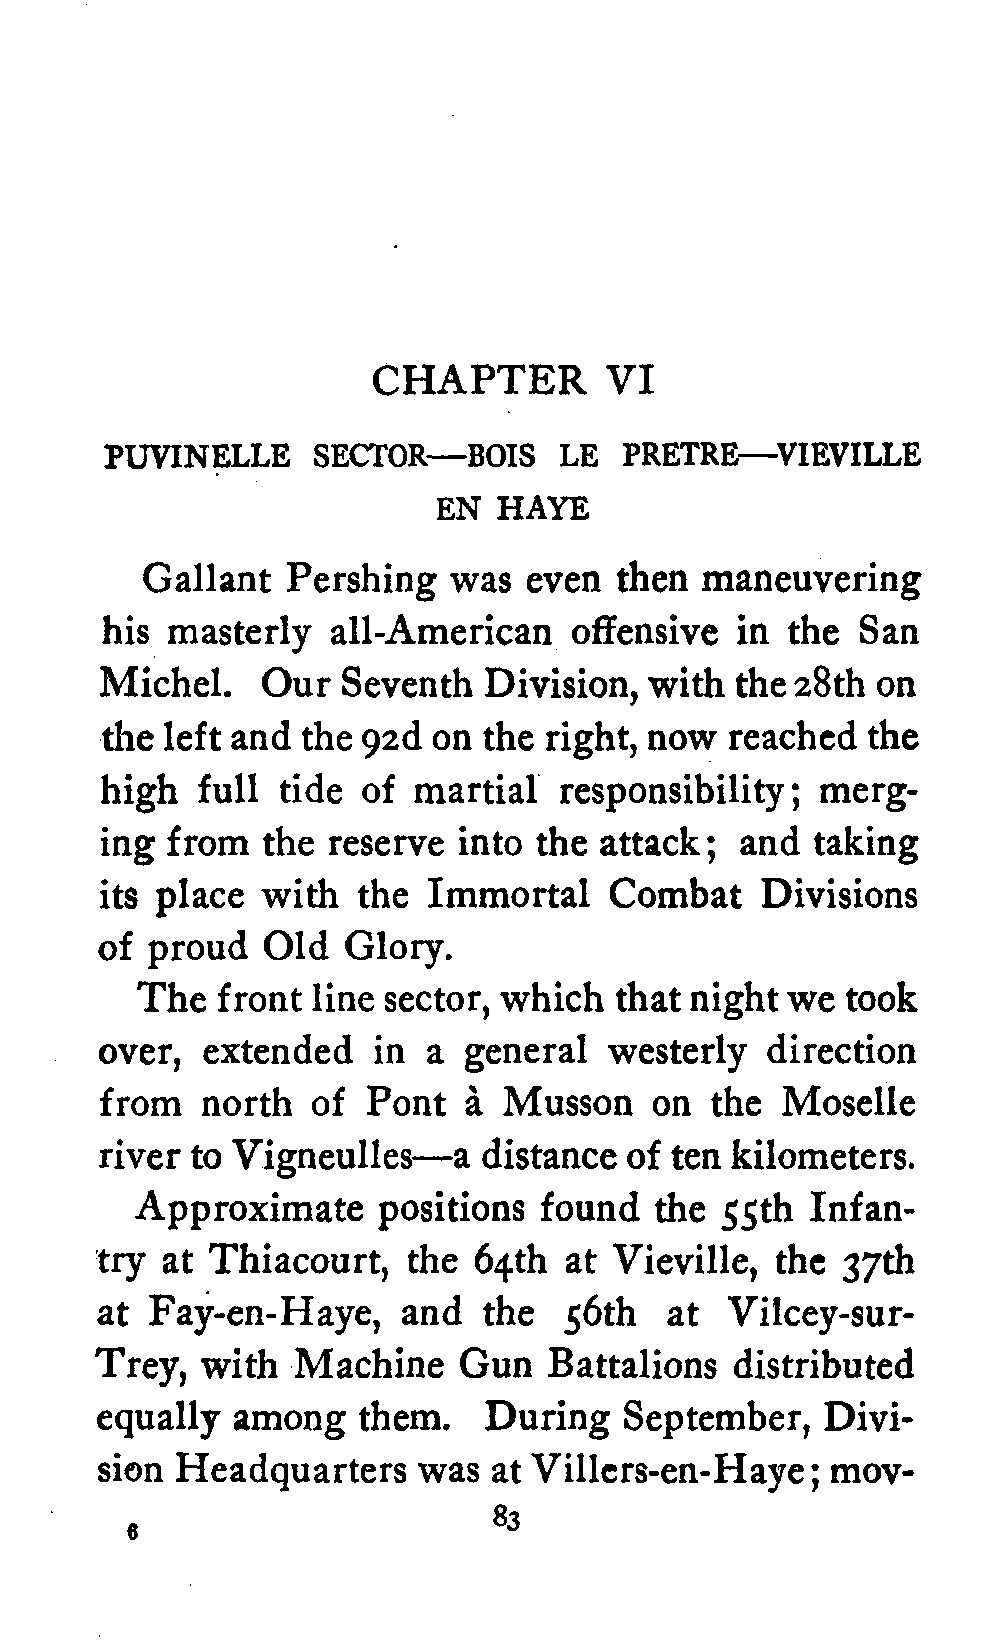 CHAPTER VI
PUVINELLE SECTOR—BOIS LE PRETRE—VIEVILLE
EN HAYE
Gallant Pershing was even then maneuvering
his masterly all-American offensive in the San
Michel. Our Seventh Division, with the 28th on
the left and the 92d on the right, now reached the
high full tide of martial responsibility; merg-
ing from the reserve into the attack; and taking
its place with the Immortal Combat Divisions
of proud Old Glory.
The front line sector, which that night we took
over, extended in a general westerly direction
from north of Pont à Musson on the Moselle
river to Vigneulles—a distance of ten kilometers.
Approximate positions found the 55th Infan-
try at Thiacourt, the 64th at Vieville, the 37th
at Fay-en-Haye, and the 56th at Vilcey-sur-
Trey, with Machine Gun Battalions distributed
equally among them. During September, Divi-
sion Headquarters was at Villers-en-Haye; mov-
83
6